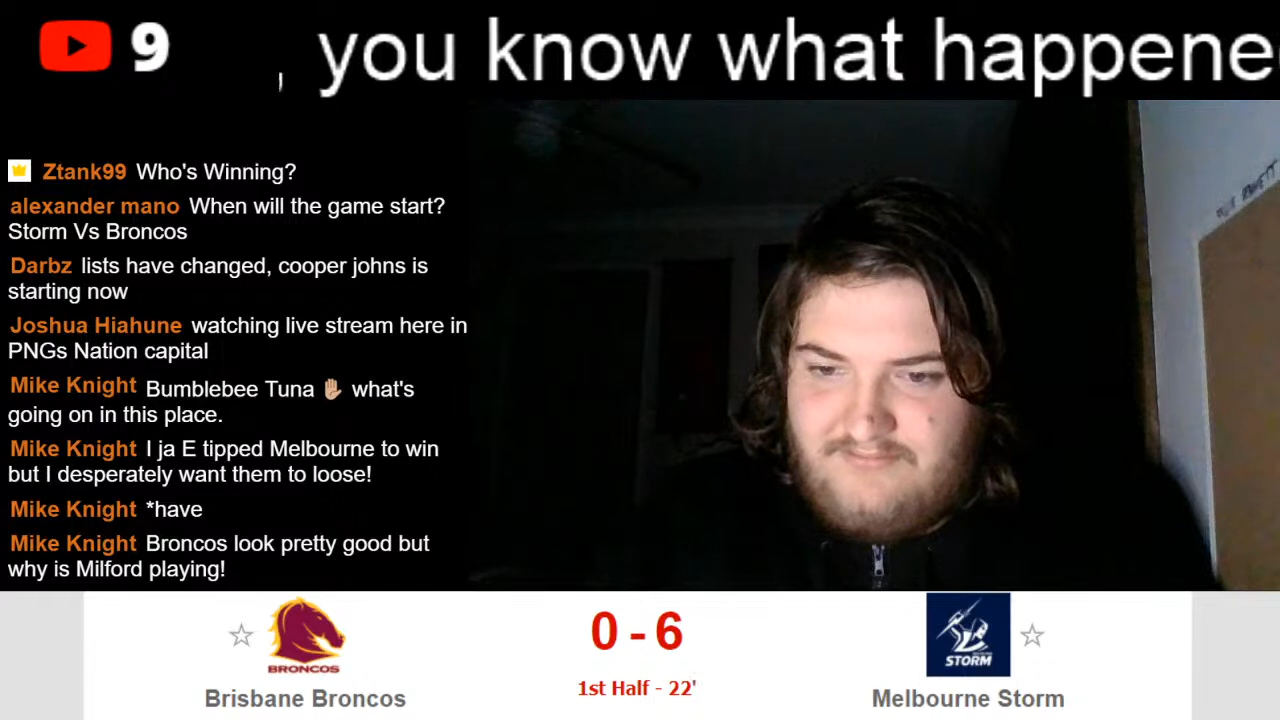 9
, you know what happene
Ztank99 Who's Winning?
alexander mano When will the game start?
Storm Vs Broncos
Darbz lists have changed, cooper johns is
starting now
Joshua Hiahune watching live stream here in
PNGs Nation capital
Mike Knight Bumblebee Tuna ✋🏼 what's
going on in this place.
Mike Knight I ja E tipped Melbourne to win
but I desperately want them to loose!
Mike Knight *have
Mike Knight Broncos look pretty good but
why is Milford playing!
BRONCOS
Brisbane Broncos
0 - 6
1st Half - 22'
STORM
Melbourne Storm